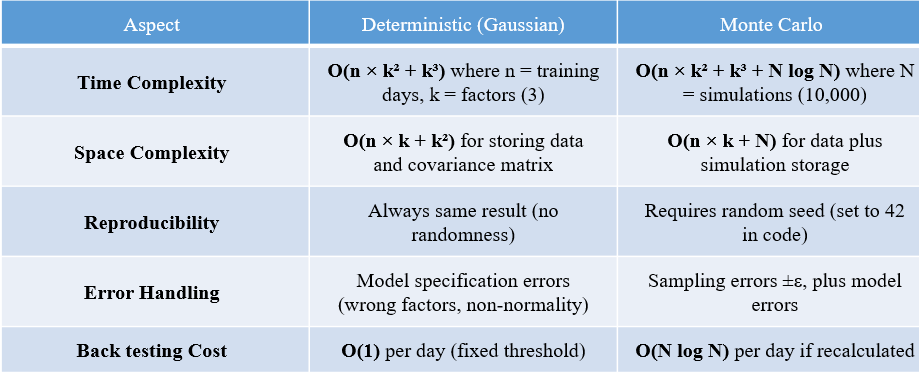 Aspect
Deterministic (Gaussian)
Monte Carlo
Time Complexity
O(n × k² + k³) where n = training
days, k = factors (3)
O(n × k² + k³ + N log N) where N
= simulations (10,000)
Space Complexity
O(n × k + k²) for storing data
and covariance matrix
O(n × k + N) for data plus
simulation storage
Reproducibility
Always same result (no
randomness)
Requires random seed (set to 42
in code)
Error Handling
Model specification errors
(wrong factors, non-normality)
Sampling errors ±ε, plus model
errors
Back testing Cost
O(1) per day (fixed threshold)
O(N log N) per day if recalculated